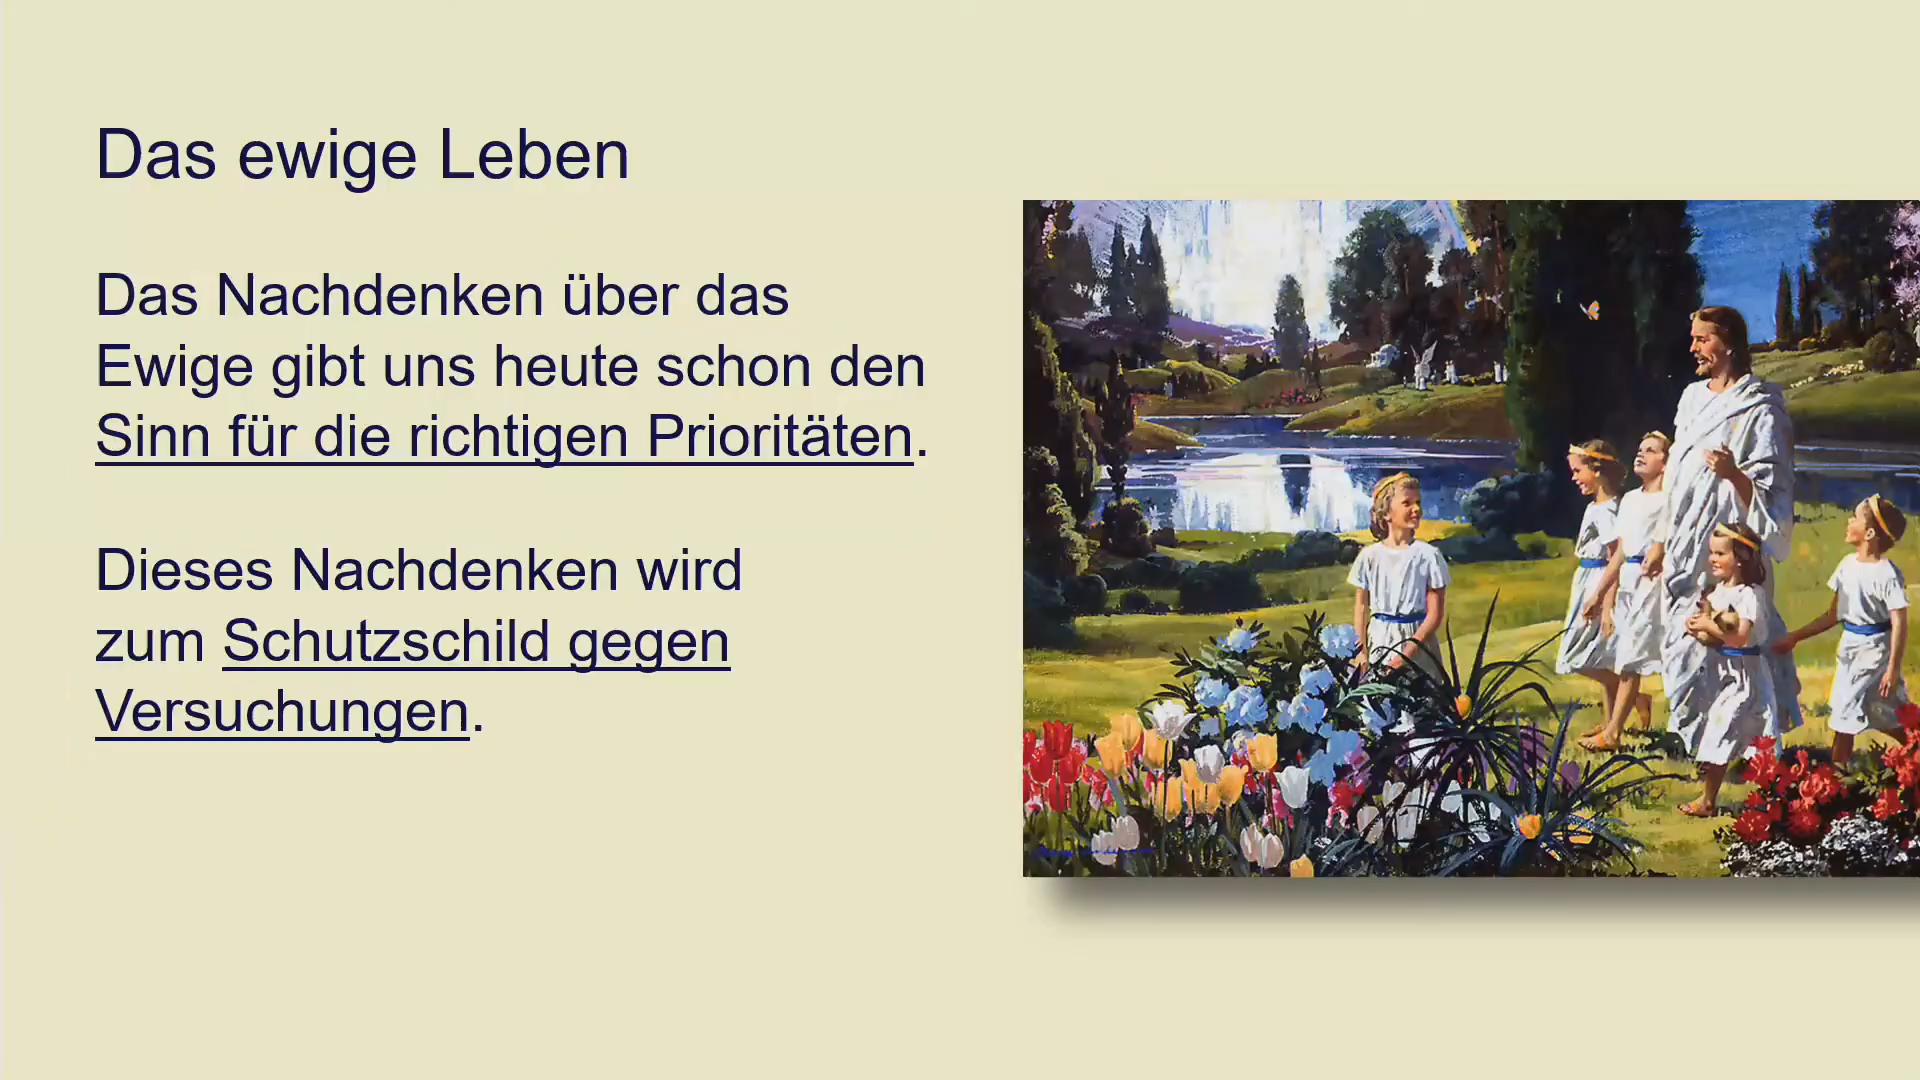 Das ewige Leben
Das Nachdenken über das
Ewige gibt uns heute schon den
Sinn für die richtigen Prioritäten.
Dieses Nachdenken wird
zum Schutzschild gegen
Versuchungen.